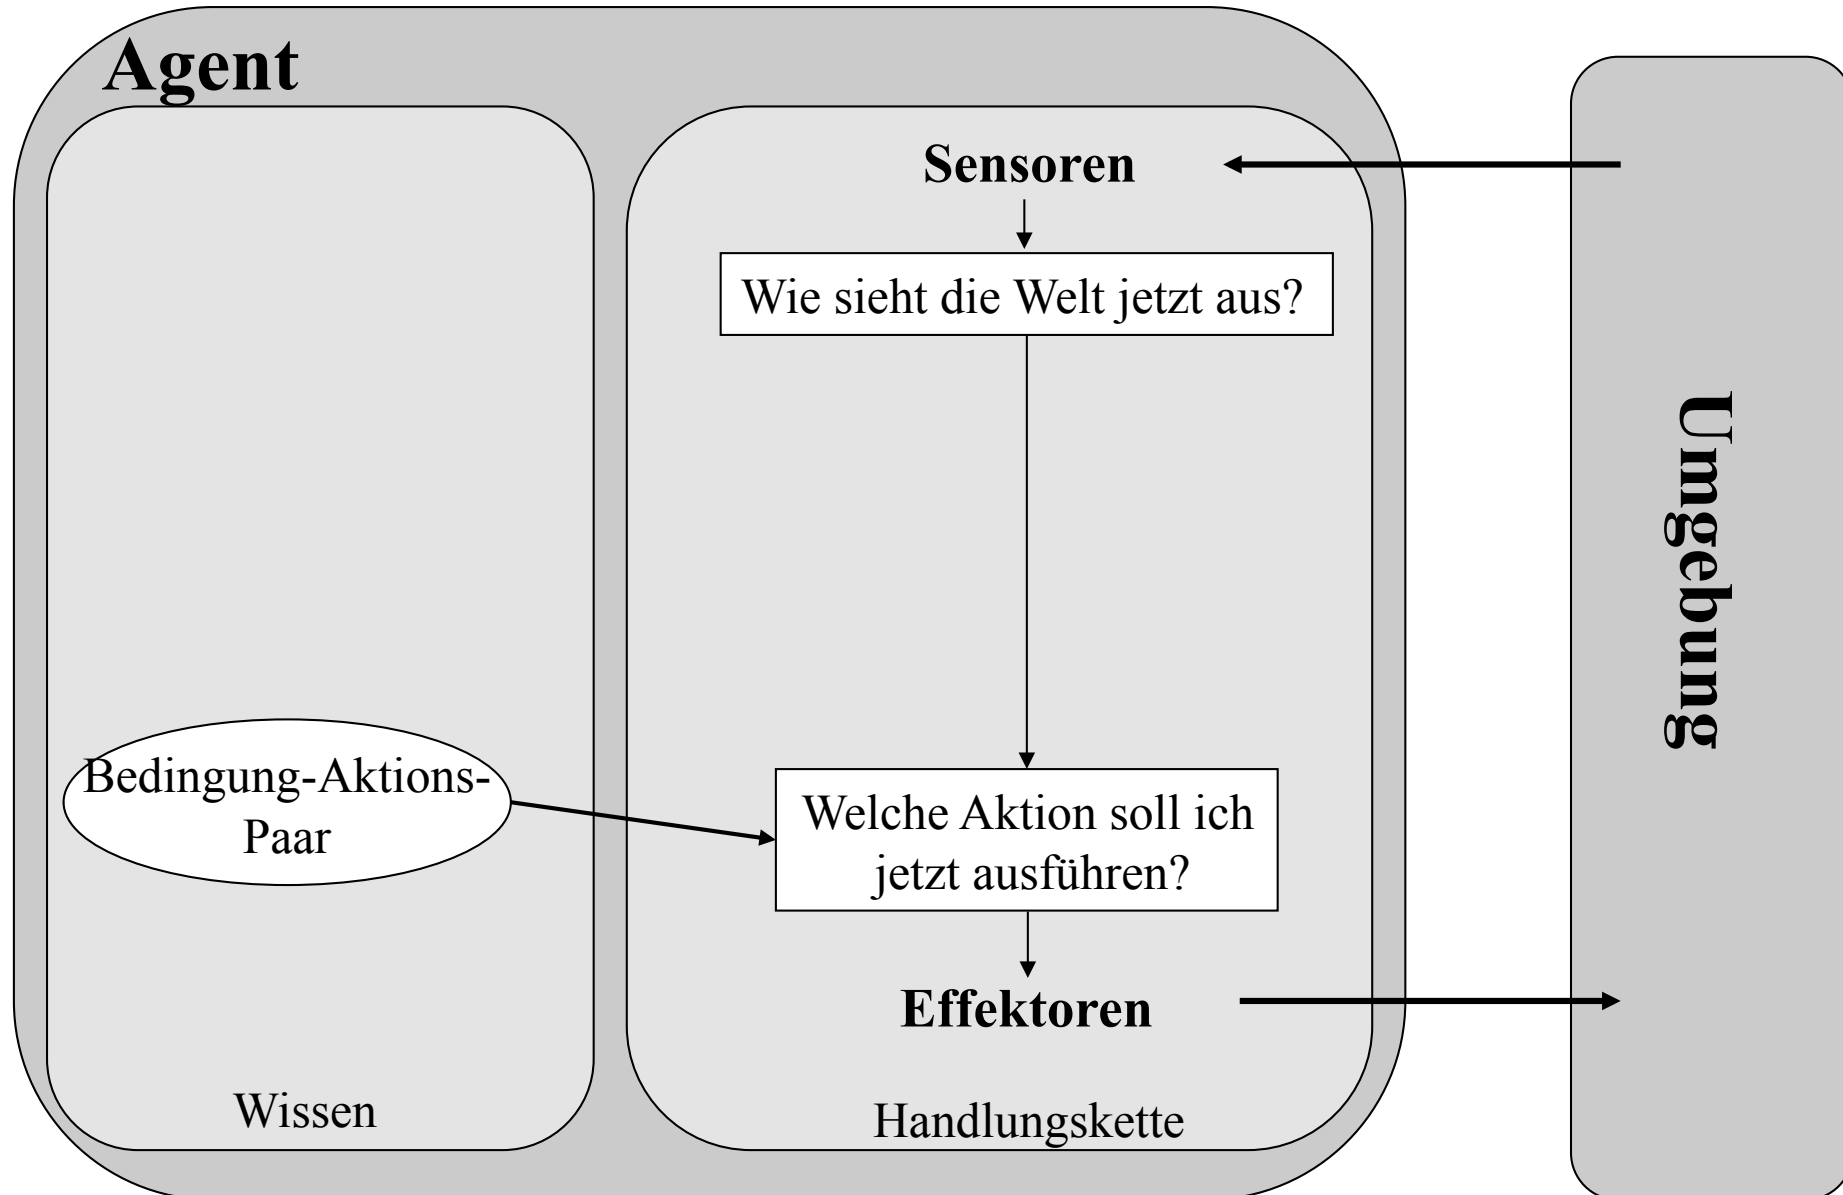 Agent
Sensoren
Wie sieht die Welt jetzt aus?
Umgebung
Bedingung-Aktions-
Paar
Welche Aktion soll ich
jetzt ausführen?
Effektoren
Wissen
Handlungskette